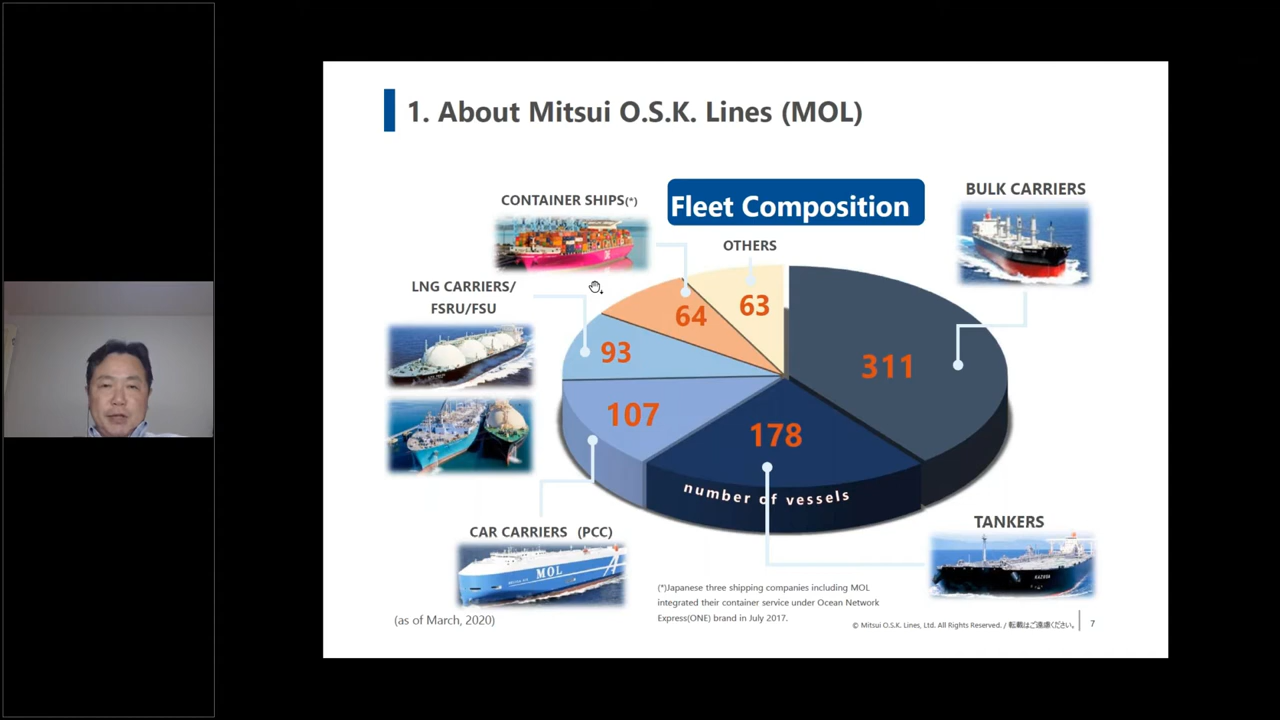 1. About Mitsui O.S.K. Lines (MOL)
Fleet Composition
CONTAINER SHIPS(*)
BULK CARRIERS
OTHERS
LNG CARRIERS/
FSRU/FSU
64
63
93
311
107
178
number of vessels
CAR CARRIERS (PCC)
MOL
TANKERS
(*)Japanese three shipping companies including MOL
integrated their container service under Ocean Network
Express(ONE) brand in July 2017.
(as of March, 2020)
© Mitsui O.S.K. Lines, Ltd. All Rights Reserved. / 転載はご遠慮ください。
7